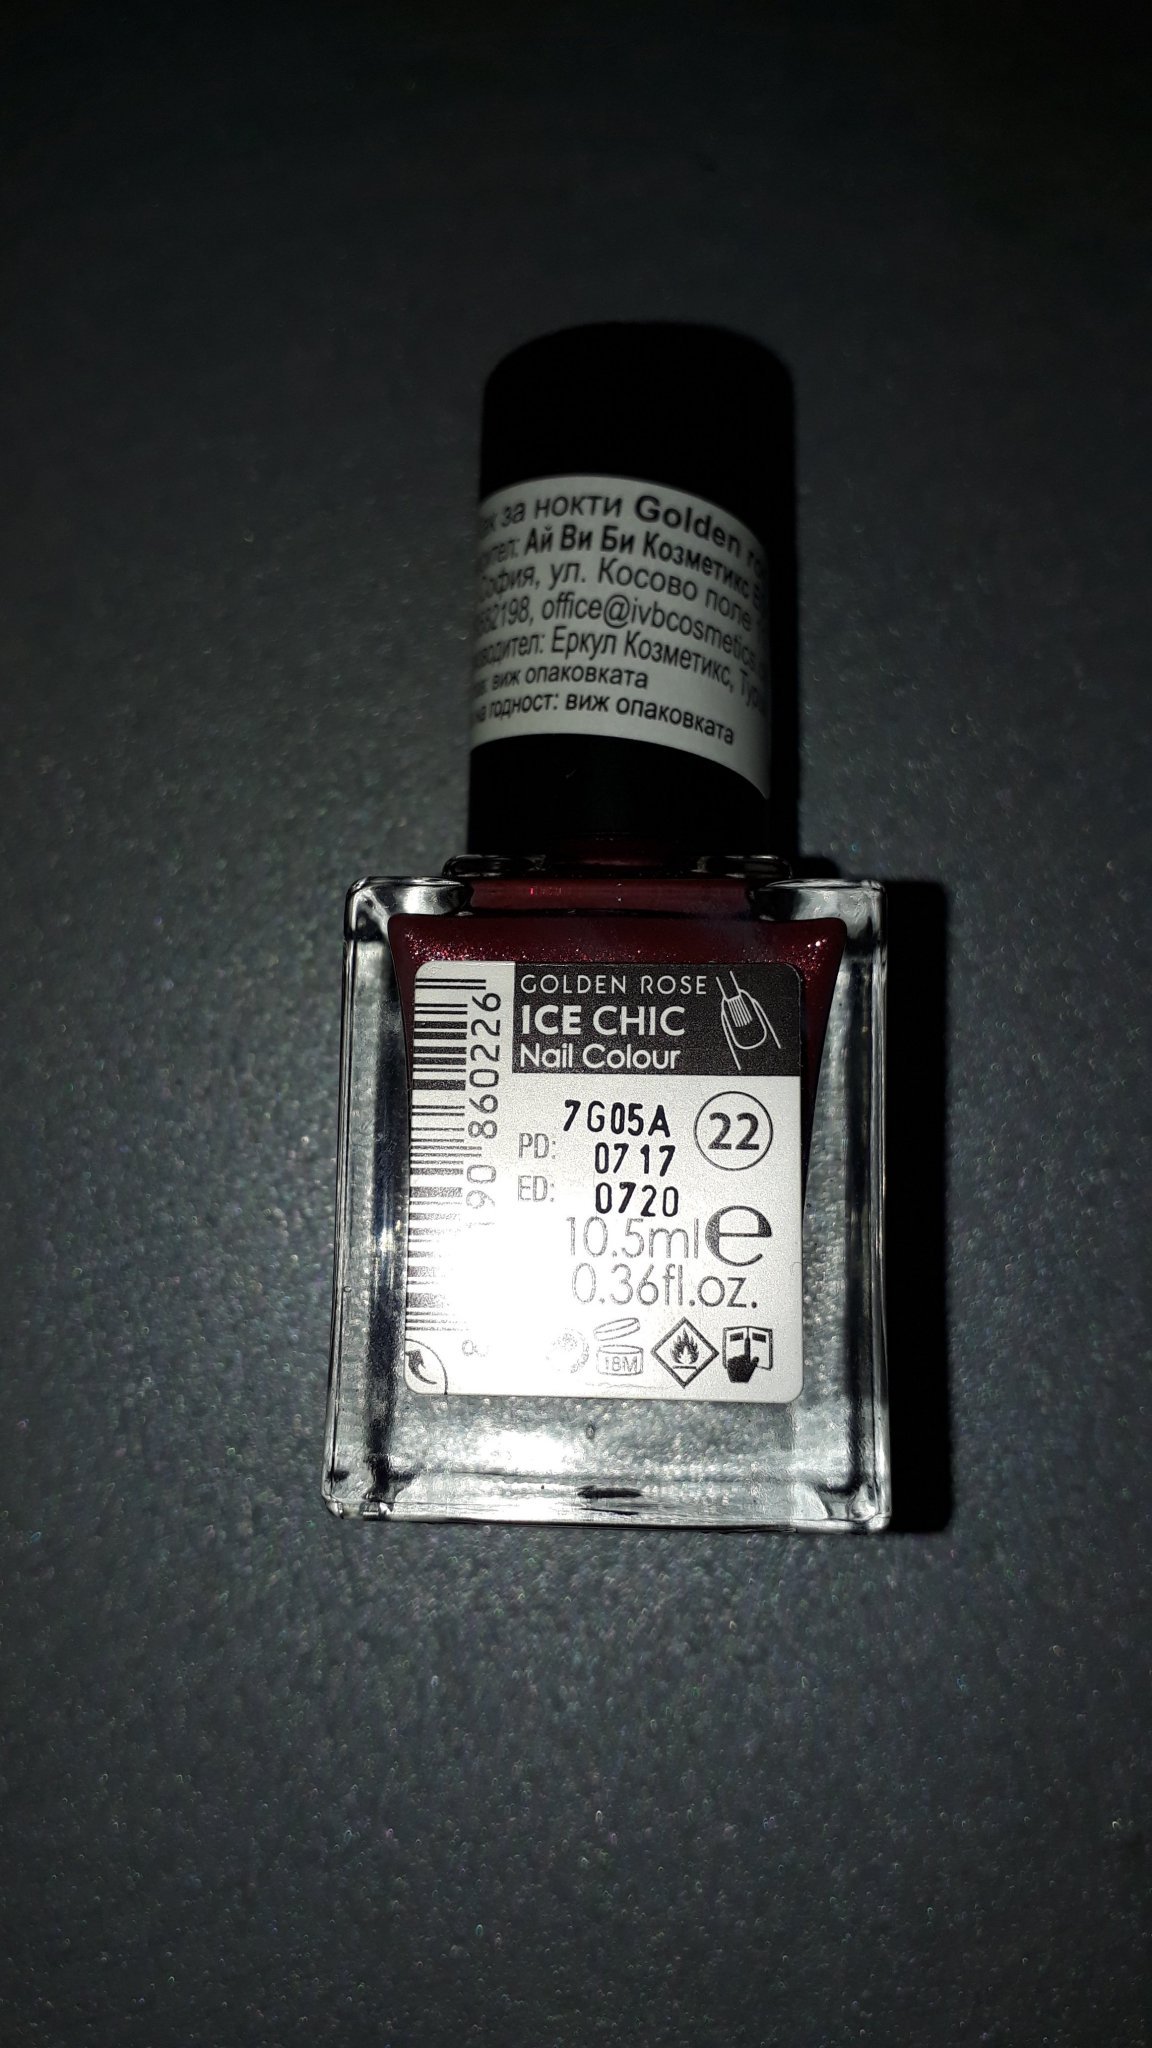 за нокти Golden
Ай Ви Би Козметикс
София, ул. Косово поле
office@ivbcosmetics.
Еркул Козметикс,
виж опаковката
на годност: виж опаковката
GOLDEN ROSE
ICE CHIC
Nail Colour
7G05A
22
PD: 0717
ED: 0720
10.5ml e
0.36fl.oz.
18M
860226